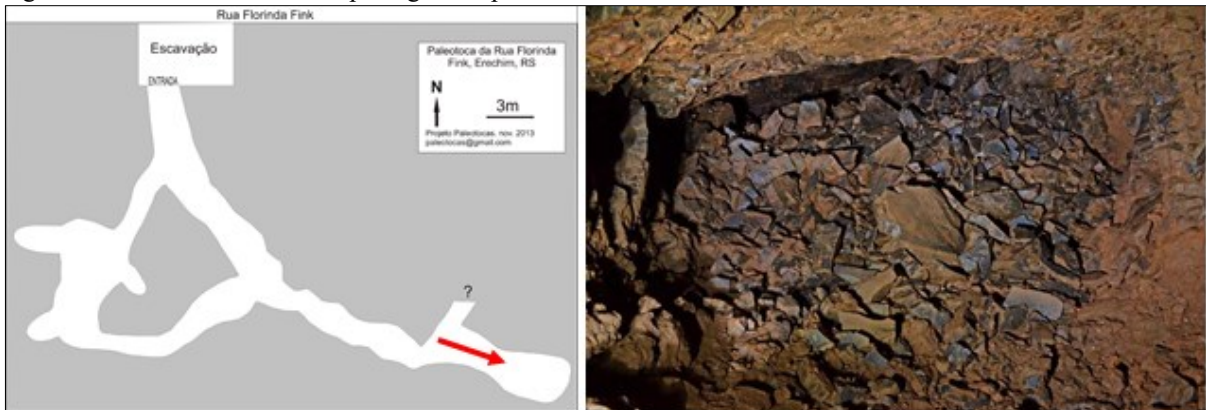 Rua Florinda Fink
Escavação
ENTRADA
Paleotoca da Rua Florinda
Fink, Erechim, RS
N
3m
Projeto Paleotocas. nov. 2013
paleotocas@gmail.com
?